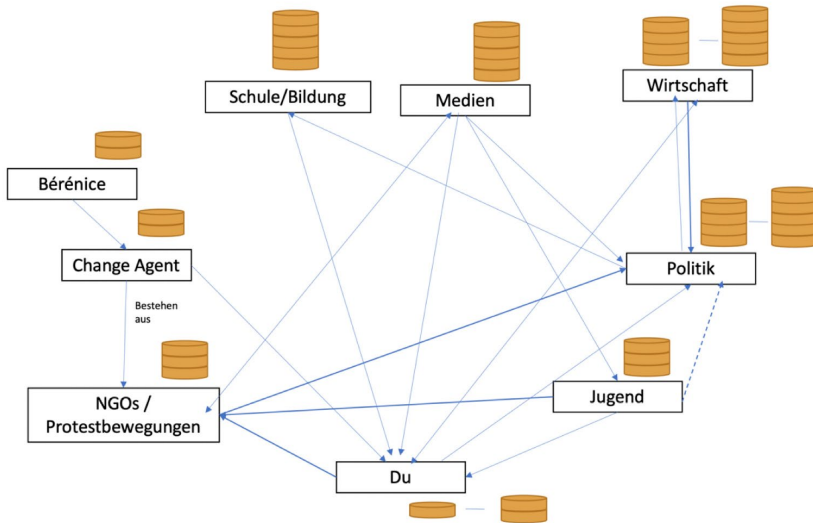 Schule/Bildung
Medien
Wirtschaft
Bérénice
Change Agent
Politik
Bestehen
aus
NGOs /
Protestbewegungen
Jugend
Du